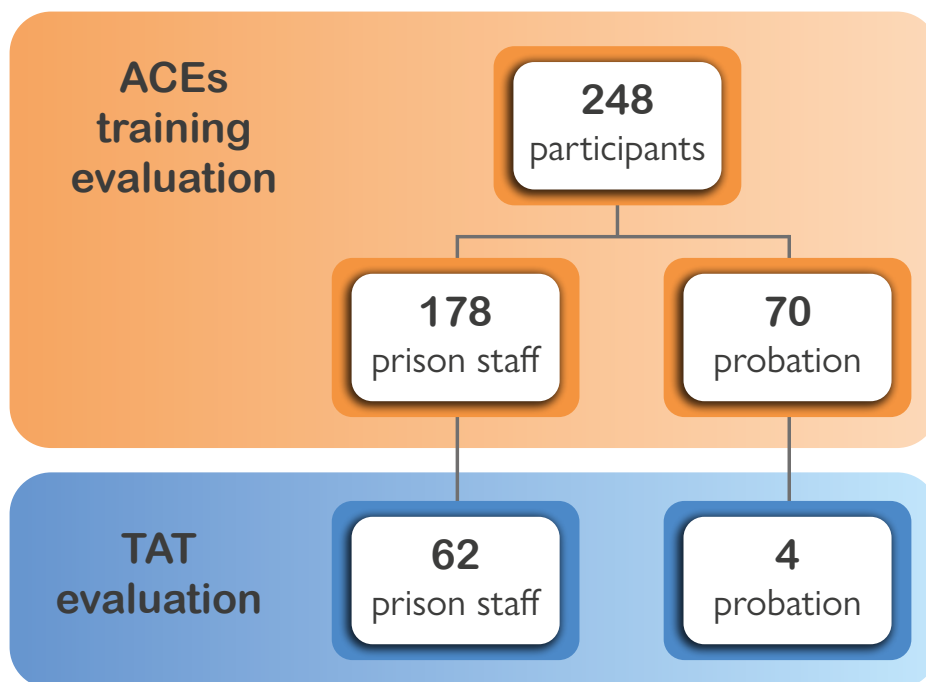 ACEs
training
evaluation
248
participants
178
prison staff
70
probation
TAT
evaluation
62
prison staff
4
probation